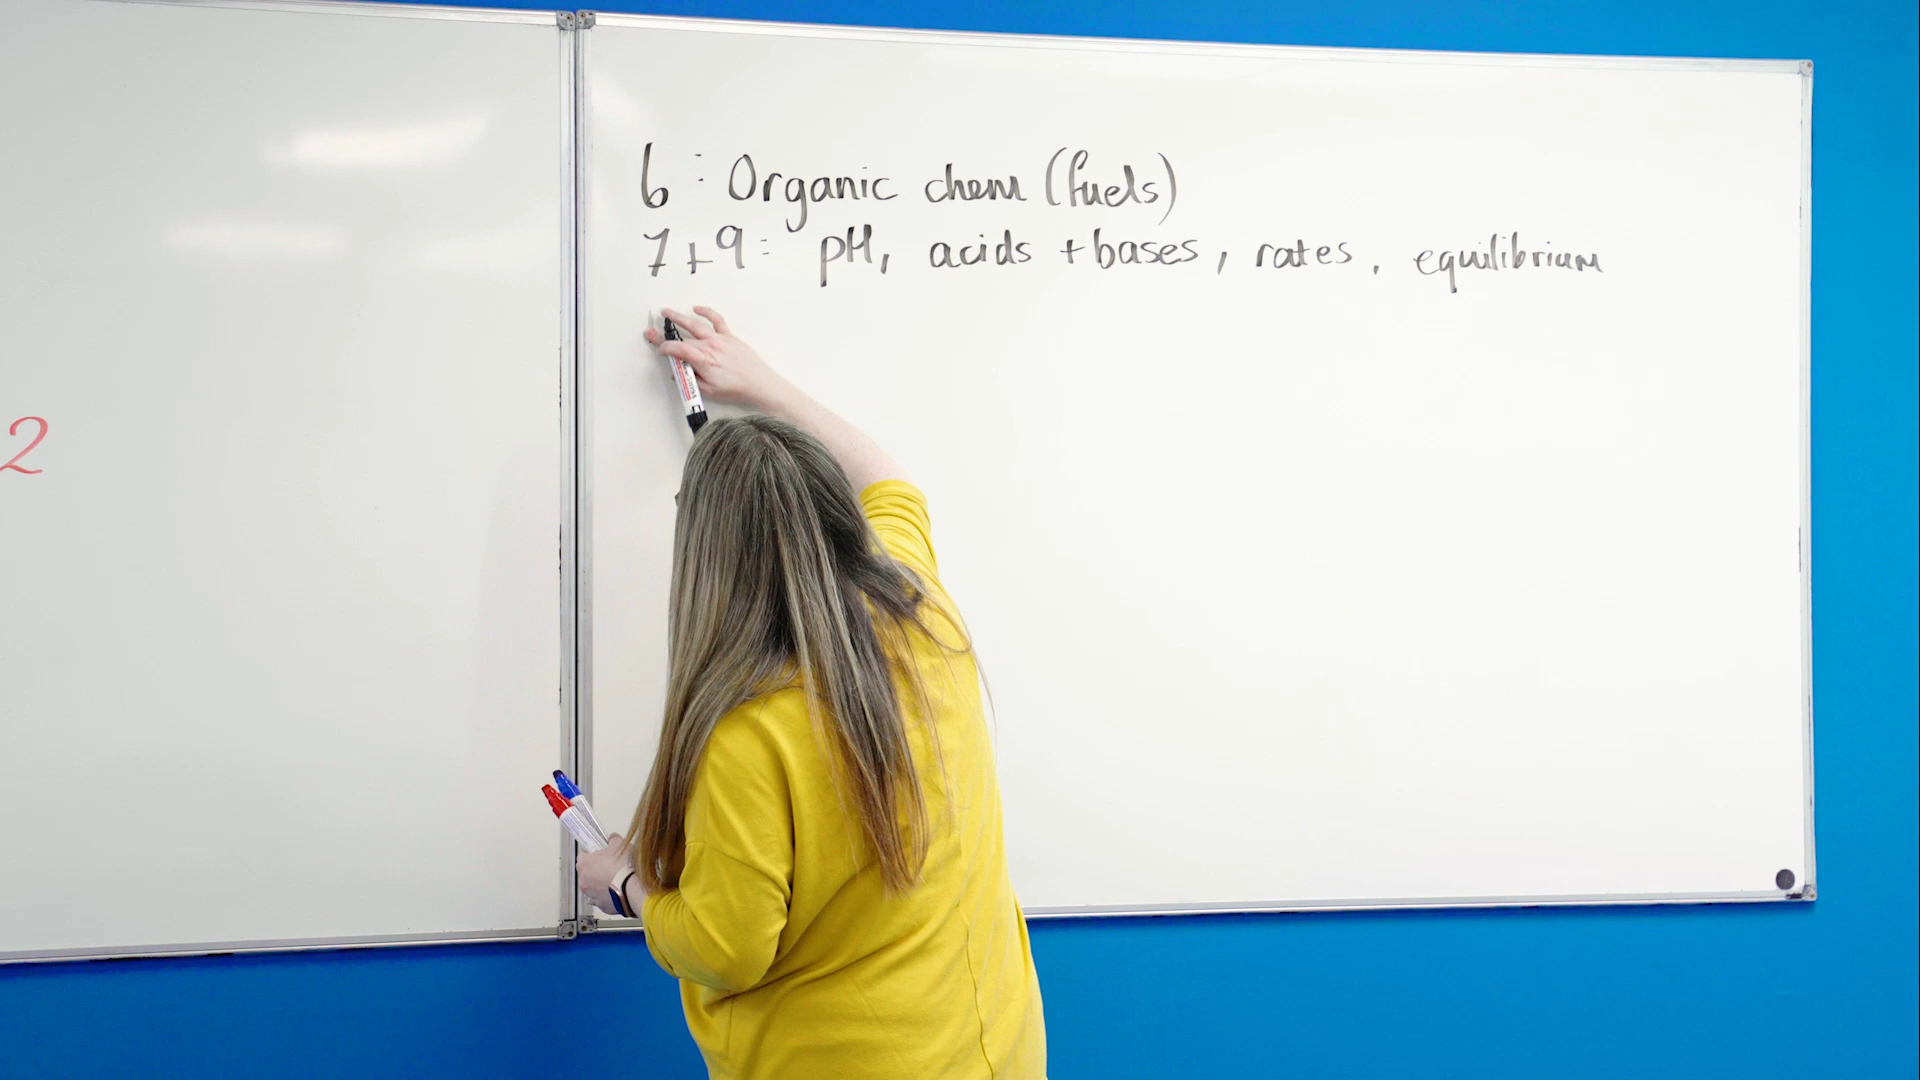 2
6 : Organic chem (fuels)
7+9: pH, acids + bases, rates, equilibrium